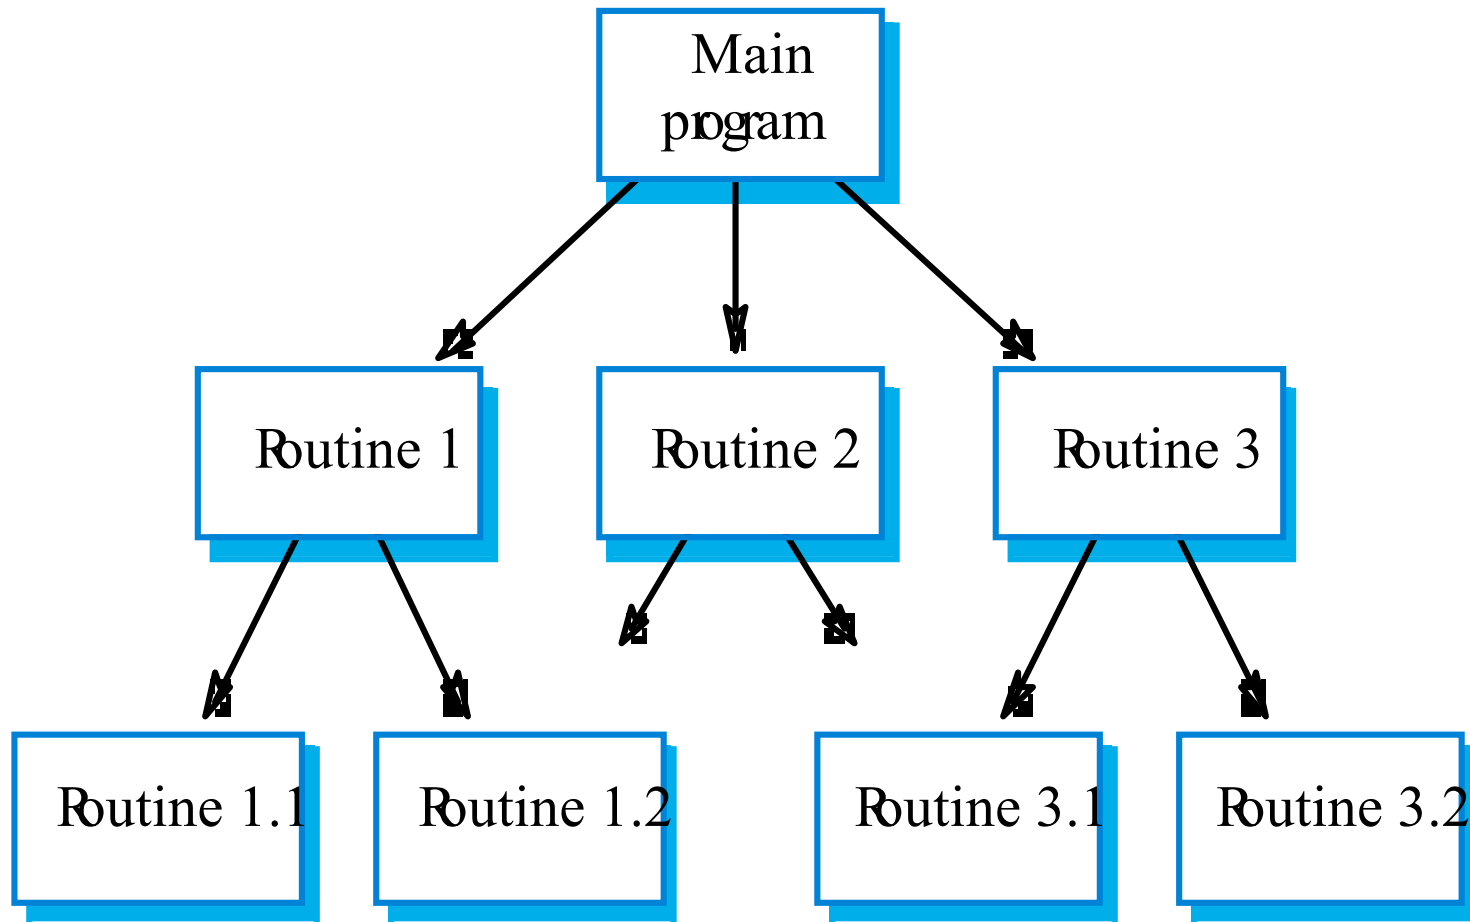 Main
program
Routine 1
Routine 2
Routine 3
Routine 1.1
Routine 1.2
Routine 3.1
Routine 3.2